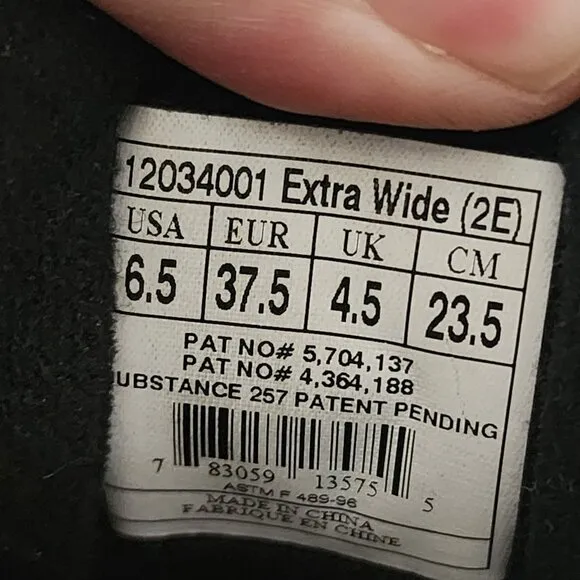 12034001 Extra Wide (2E)
USA EUR UK CM
6.5 37.5 4.5 23.5
PAT NO# 5,704,137
PAT NO# 4,364,188
UBSTANCE 257 PATENT PENDING
7 83059 13575 5
ASTM F 489-96
MADE IN CHINA
FABRIQUE EN CHINE